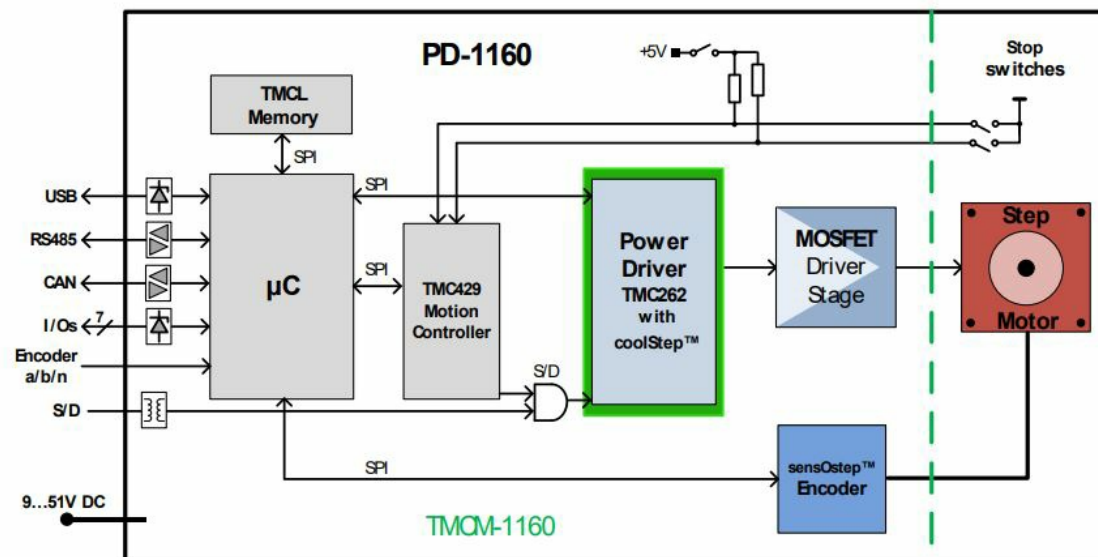 PD-1160
+5V
Stop
switches
TMCL
Memory
SPI
USB
RS485
CAN
I/Os
7
Encoder
a/b/n
S/D
µC
SPI
SPI
TMC429
Motion
Controller
S/D
Power
Driver
TMC262
with
coolStep™
MOSFET
Driver
Stage
Step
Motor
SPI
sensOstep™
Encoder
9...51V DC
TMCM-1160